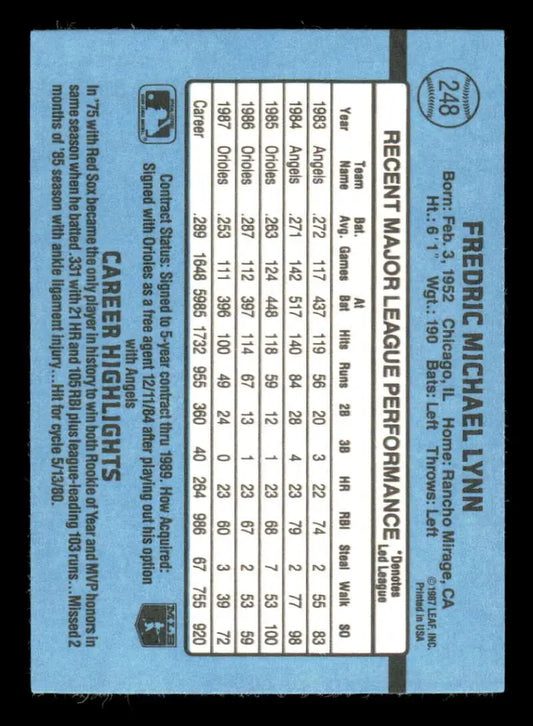 248
FREDRIC MICHAEL LYNN
Born: Feb. 3, 1952 Chicago, IL Home: Rancho Mirage, CA
Ht.: 6'1" Wgt.: 190 Bats: Left Throws: Left
©1987 LEAF, INC.
Printed in USA
RECENT MAJOR LEAGUE PERFORMANCE *Denotes
Led League
Team Bat. At
Year Name Avg. Games Bat Hits Runs 2B 3B HR RBI Steal Walk SO
1983 Angels .272 117 437 119 56 20 3 22 74 2 55 83
1984 Angels .271 142 517 140 84 28 4 23 79 2 77 98
1985 Orioles .263 124 448 118 59 12 1 23 68 7 53 100
1986 Orioles .287 112 397 114 67 13 1 23 67 2 53 59
1987 Orioles .253 111 396 100 49 24 0 23 60 3 39 72
Career .289 1648 5985 1732 955 360 40 264 986 67 755 920
Contract Status: Signed to 5-year contract thru 1989. How Acquired:
Signed with Orioles as a free agent 12/11/84 after playing out his option
with Angels
MLB
CAREER HIGHLIGHTS
In '75 with Red Sox became the only player in history to win both Rookie of Year and MVP honors in
same season when he batted .331 with 21 HR and 105 RBI plus league-leading 103 runs...Missed 2
months of '85 season with ankle ligament injury...Hit for cycle 5/13/80.